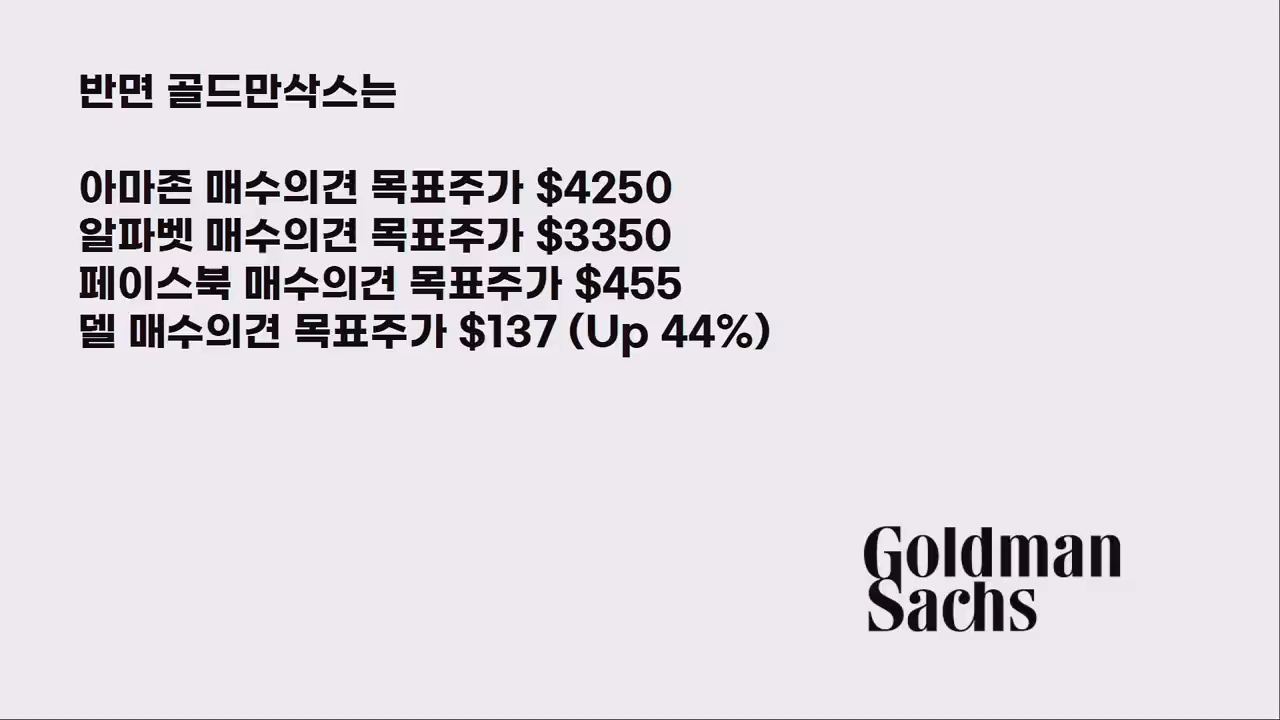 반면 골드만삭스는
아마존 매수의견 목표주가 $4250
알파벳 매수의견 목표주가 $3350
페이스북 매수의견 목표주가 $455
델 매수의견 목표주가 $137 (Up 44%)
Goldman
Sachs